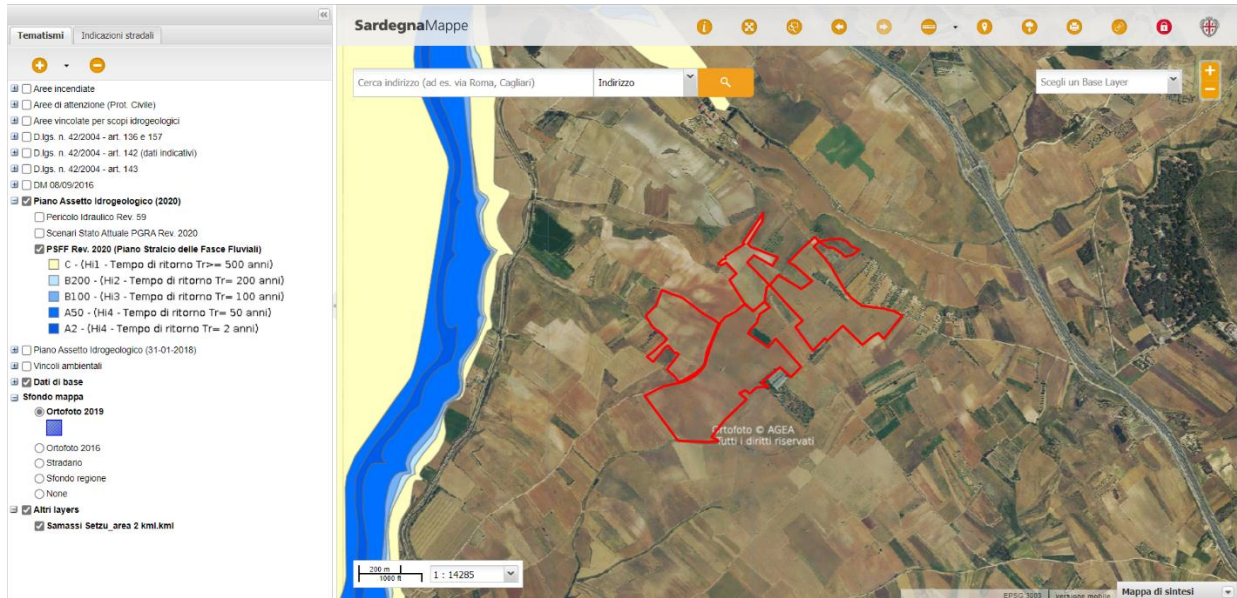 SardegnaMappe
Tematismi
Indicazioni stradali
Cerca indirizzo (ad es. via Roma, Cagliari)
Indirizzo
Scegli un Base Layer
Aree incendiate
Aree di attenzione (Prot. Civile)
Aree vincolate per scopi idrogeologici
D.lgs. n. 42/2004 - art. 136 e 157
D.lgs. n. 42/2004 - art. 142 (dati indicativi)
D.lgs. n. 42/2004 - art. 143
DM 08/09/2016
Piano Assetto Idrogeologico (2020)
Pericolo Idraulico Rev. 59
Scenari Stato Attuale PGRA Rev. 2020
PSFF Rev. 2020 (Piano Stralcio delle Fasce Fluviali)
C - (Hi1 - Tempo di ritorno Tr>= 500 anni)
B200 - (Hi2 - Tempo di ritorno Tr= 200 anni)
B100 - (Hi3 - Tempo di ritorno Tr= 100 anni)
A50 - (Hi4 - Tempo di ritorno Tr= 50 anni)
A2 - (Hi4 - Tempo di ritorno Tr= 2 anni)
Piano Assetto Idrogeologico (31-01-2018)
Vincoli ambientali
Dati di base
Sfondo mappa
Ortofoto 2019
Ortofoto 2016
Stradario
Sfondo regione
None
Altri layers
Samassi Setzu_area 2 kml.kml
Ortofoto © AGEA
Tutti i diritti riservati
200 m
1000 ft
1 : 14285
EPSG 3003
versione mobile
Mappa di sintesi